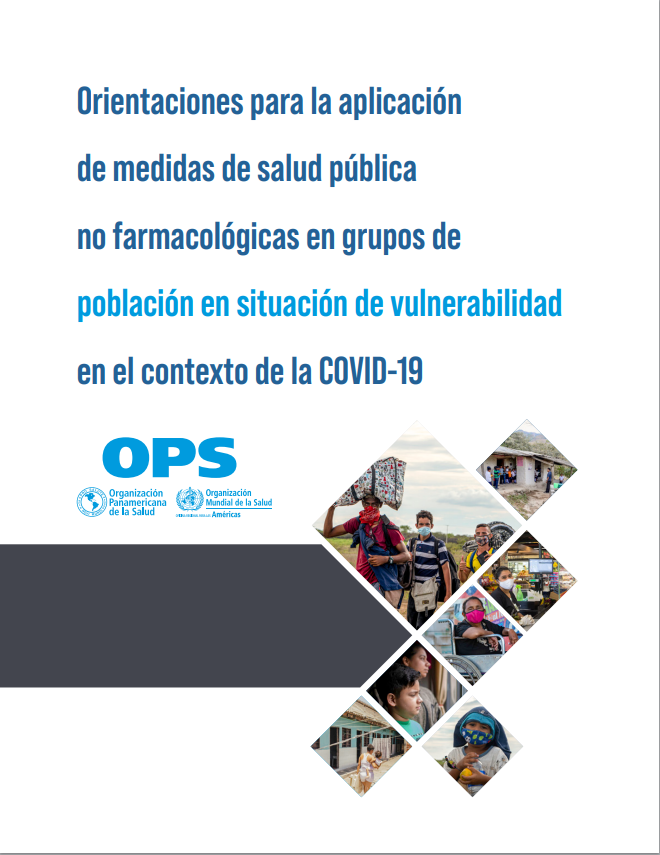 Orientaciones para la aplicación
de medidas de salud pública
no farmacológicas en grupos de
población en situación de vulnerabilidad
en el contexto de la COVID-19
OPS
Organización
Panamericana
de la Salud
Organización
Mundial de la Salud
Américas